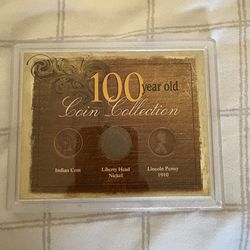 100 year old
Coin Collection
Indian Cent
Liberty Head
Nickel
Lincoln Penny
1910